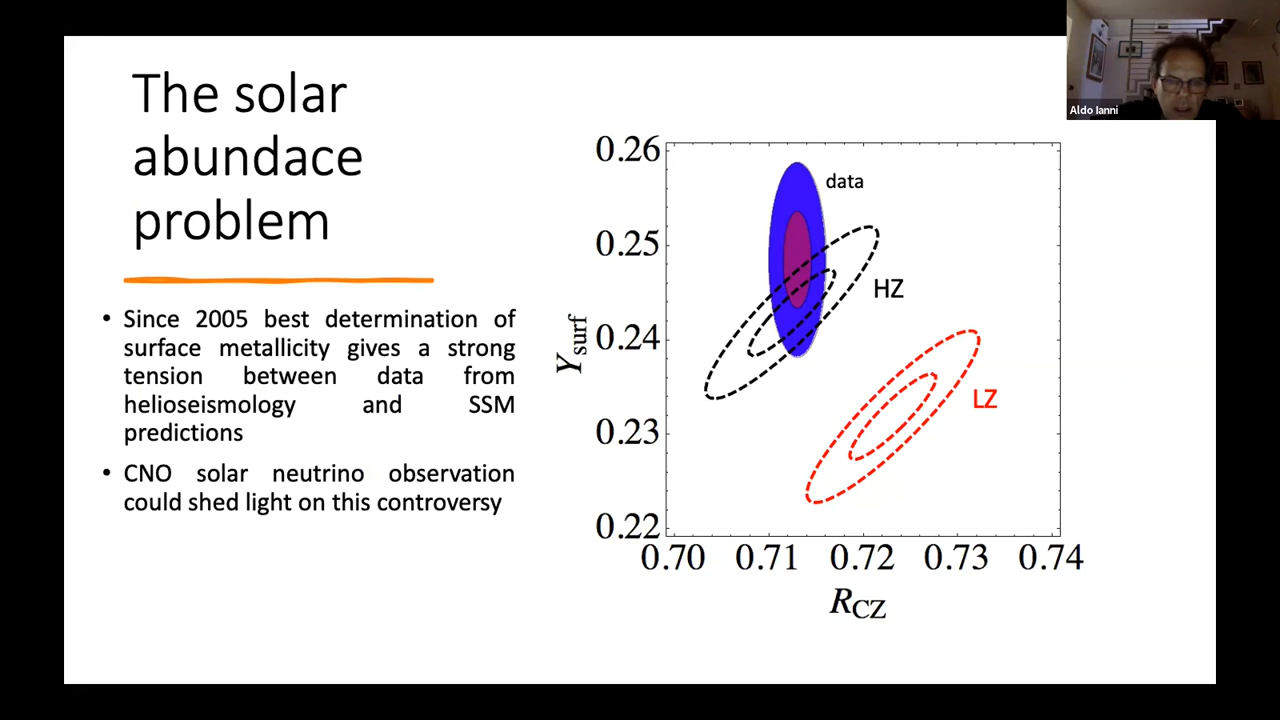 The solar
abundace
problem
• Since 2005 best determination of
surface metallicity gives a strong
tension between data from
helioseismology and SSM
predictions
• CNO solar neutrino observation
could shed light on this controversy
Aldo Ianni
data
HZ
LZ
0.26
0.25
0.24
0.23
0.22
Ysurf
0.70 0.71 0.72 0.73 0.74
RCZ